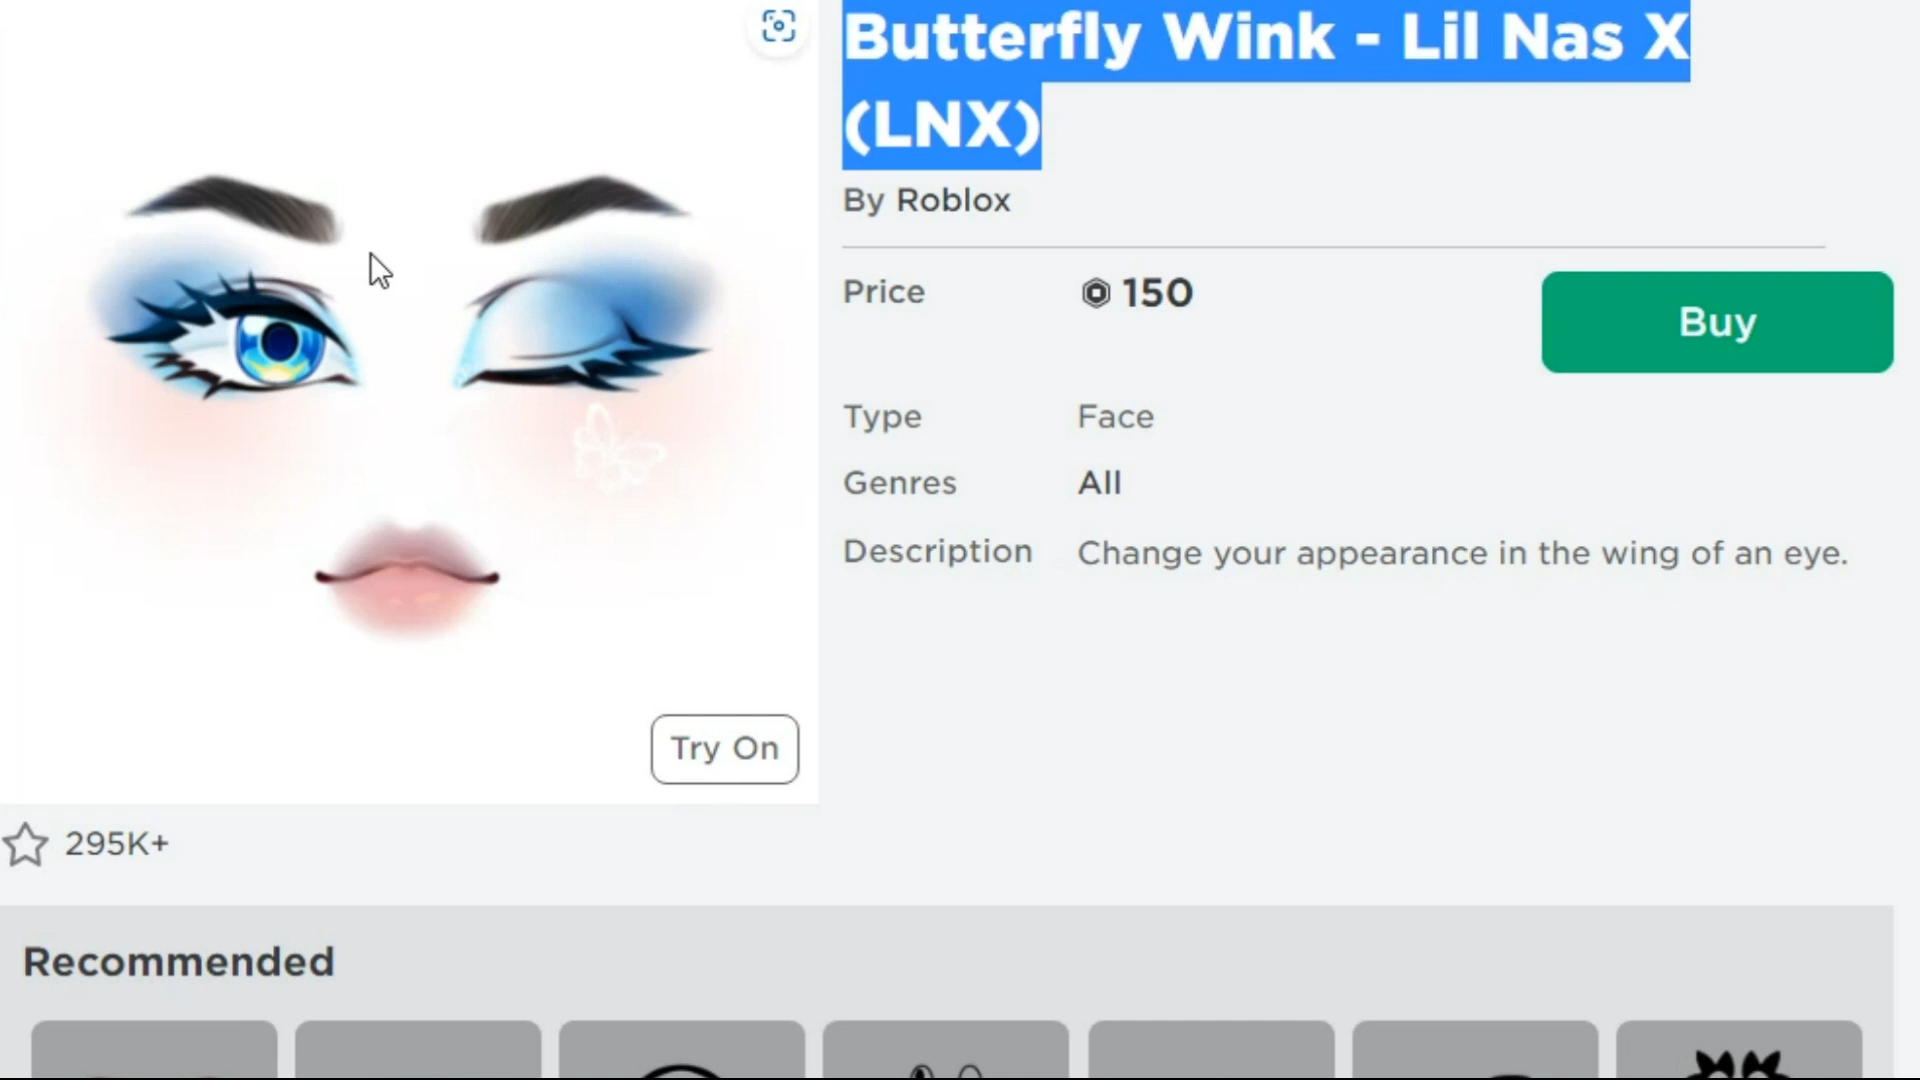 Butterfly Wink - Lil Nas X
(LNX)
By Roblox
Price 150
Buy
Type Face
Genres All
Description Change your appearance in the wing of an eye.
Try On
295K+
Recommended